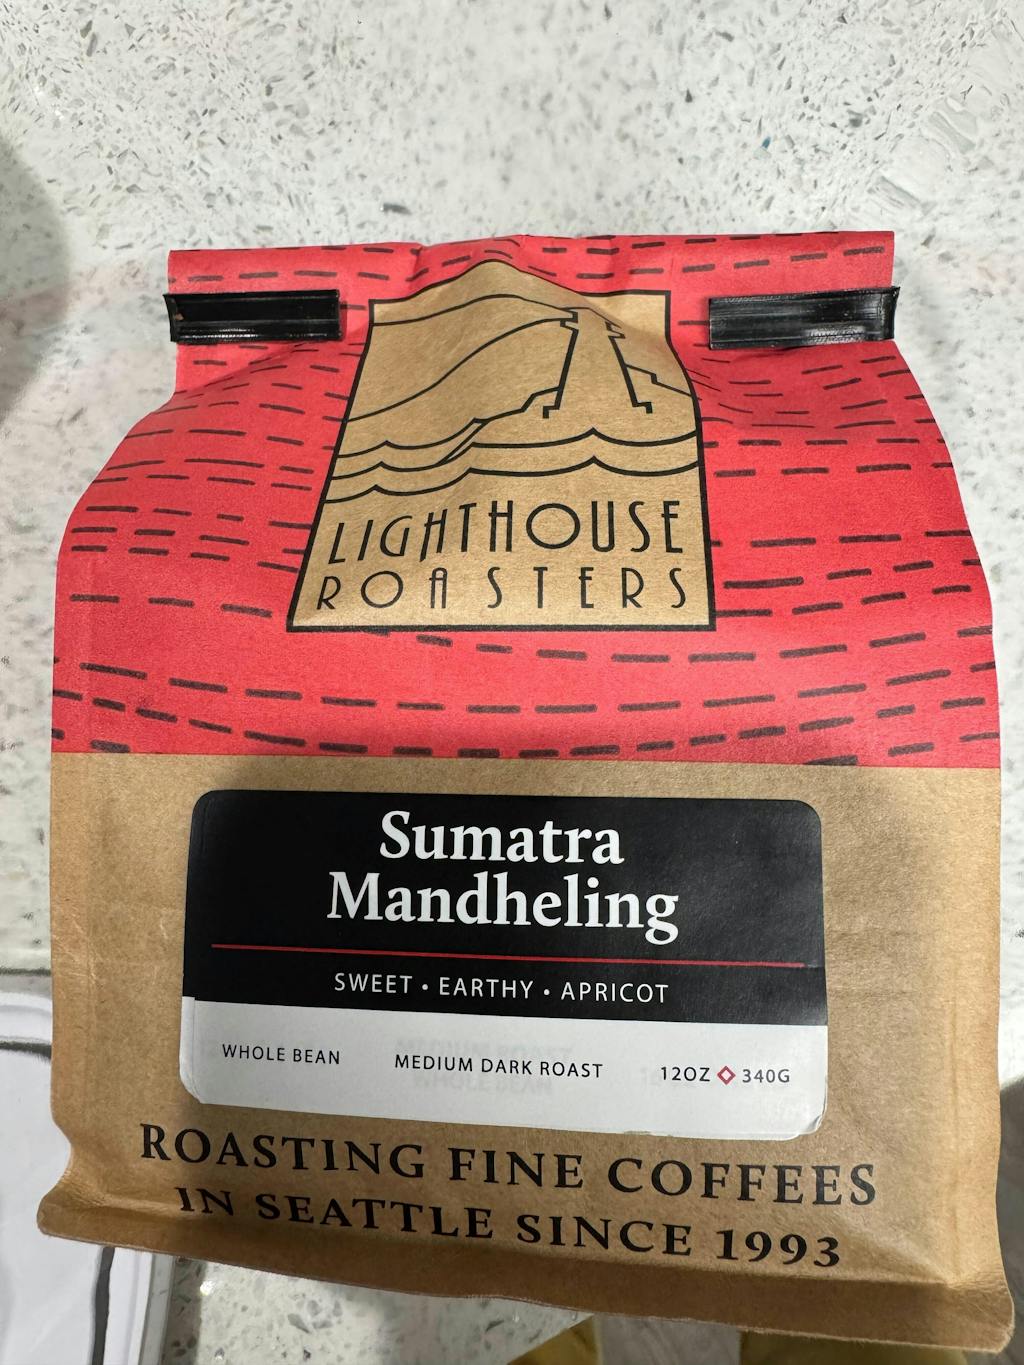 LIGHTHOUSE
ROASTERS
Sumatra
Mandheling
SWEET • EARTHY • APRICOT
WHOLE BEAN MEDIUM DARK ROAST 12OZ ◇ 340G
ROASTING FINE COFFEES
IN SEATTLE SINCE 1993